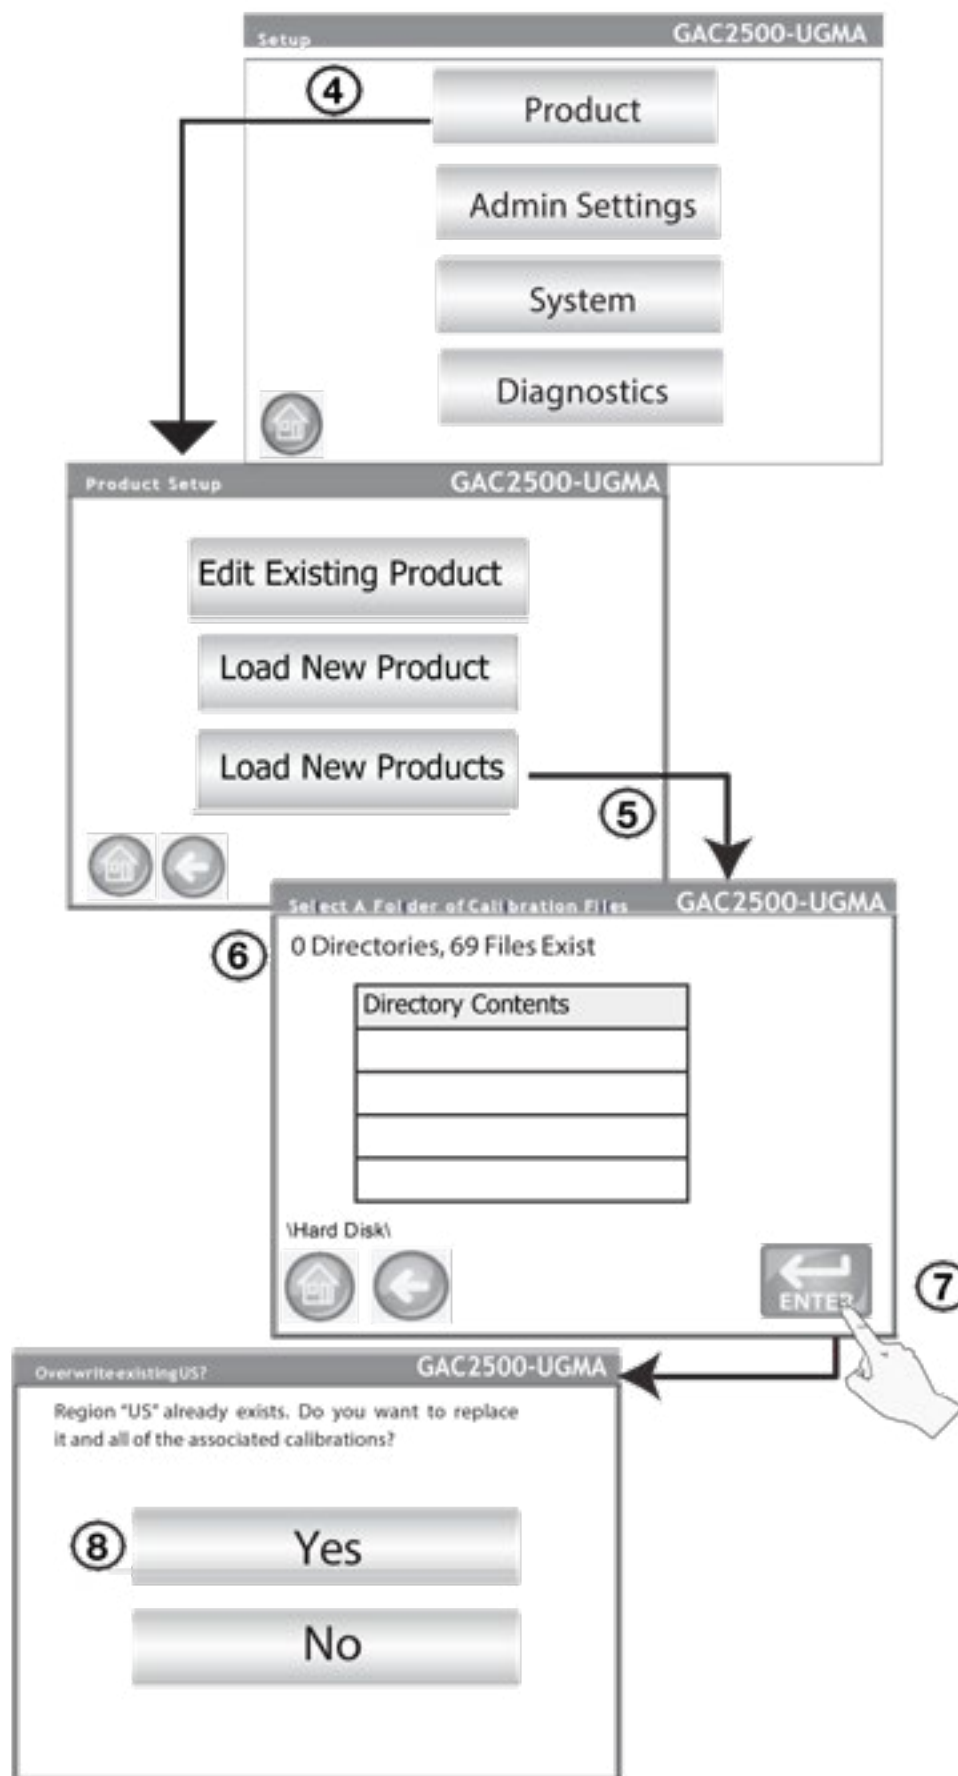 Setup GAC2500-UGMA
4
Product
Admin Settings
System
Diagnostics
Product Setup GAC2500-UGMA
Edit Existing Product
Load New Product
Load New Products
5
Select A Folder of Calibration Files GAC2500-UGMA
6
0 Directories, 69 Files Exist
Directory Contents
\Hard Disk\
ENTER
7
Overwrite existing US? GAC2500-UGMA
Region "US" already exists. Do you want to replace
it and all of the associated calibrations?
8
Yes
No